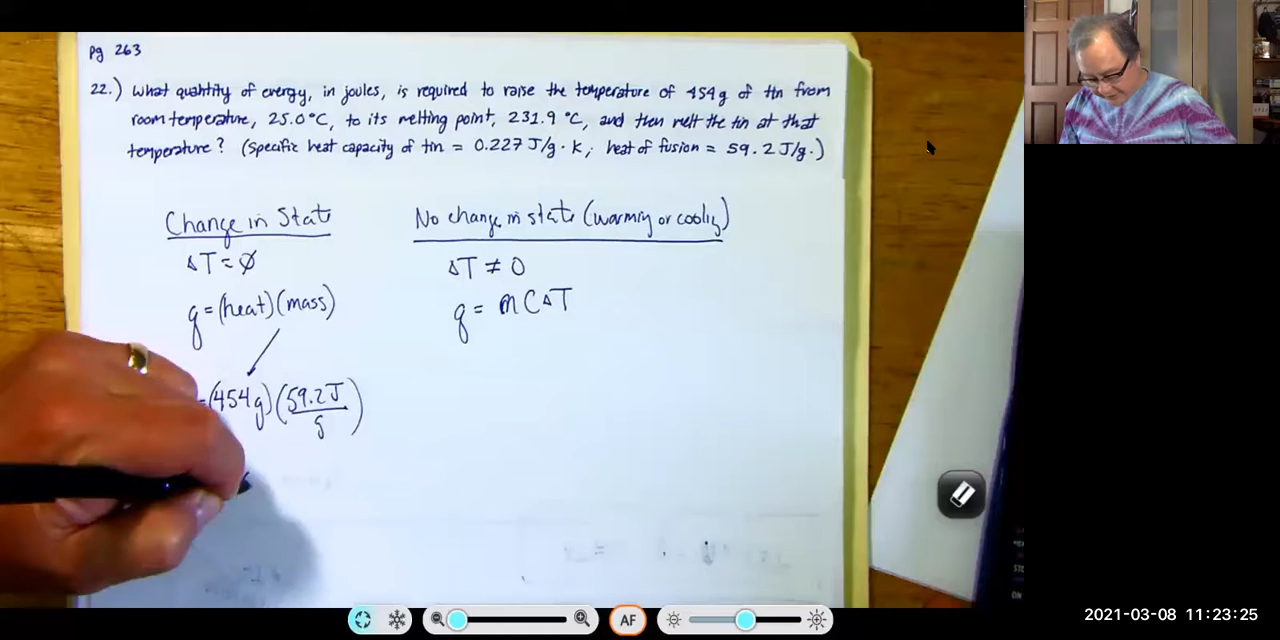 pg 263
22.) What quantity of energy, in joules, is required to raise the temperature of 454g of tin from
room temperature, 25.0°C, to its melting point, 231.9 °C, and then melt the tin at that
temperature? (Specific heat capacity of tin = 0.227 J/g · K; heat of fusion = 59.2 J/g.)
Change in State
ΔT = ∅
q = (heat)(mass)
= (454g)(59.2 J/g)
No change in state (warming or cooling)
ΔT ≠ 0
q = m C ΔT
AF
2021-03-08 11:23:25